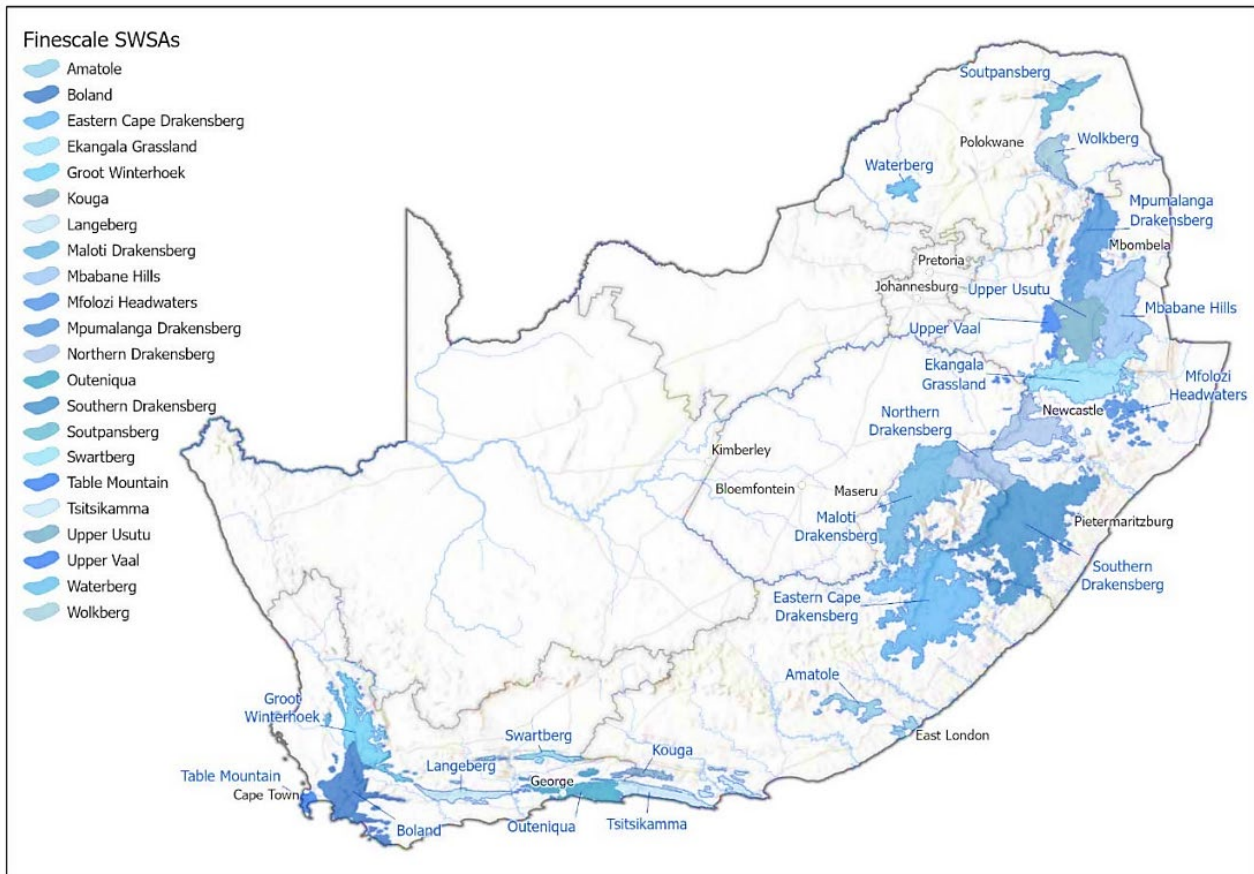 Finescale SWSAs
Amatole
Boland
Eastern Cape Drakensberg
Ekangala Grassland
Groot Winterhoek
Kouga
Langeberg
Maloti Drakensberg
Mbabane Hills
Mfolozi Headwaters
Mpumalanga Drakensberg
Northern Drakensberg
Outeniqua
Southern Drakensberg
Soutpansberg
Swartberg
Table Mountain
Tsitsikamma
Upper Usutu
Upper Vaal
Waterberg
Wolkberg
Soutpansberg
Polokwane
Wolkberg
Waterberg
Mpumalanga
Drakensberg
Mbombela
Pretoria
Johannesburg
Upper Usutu
Mbabane Hills
Upper Vaal
Ekangala
Grassland
Mfolozi
Headwaters
Newcastle
Northern
Drakensberg
Kimberley
Bloemfontein
Maseru
Maloti
Drakensberg
Pietermaritzburg
Southern
Drakensberg
Eastern Cape
Drakensberg
Amatole
East London
Groot
Winterhoek
Swartberg
Kouga
Langeberg
George
Table Mountain
Cape Town
Boland
Outeniqua
Tsitsikamma